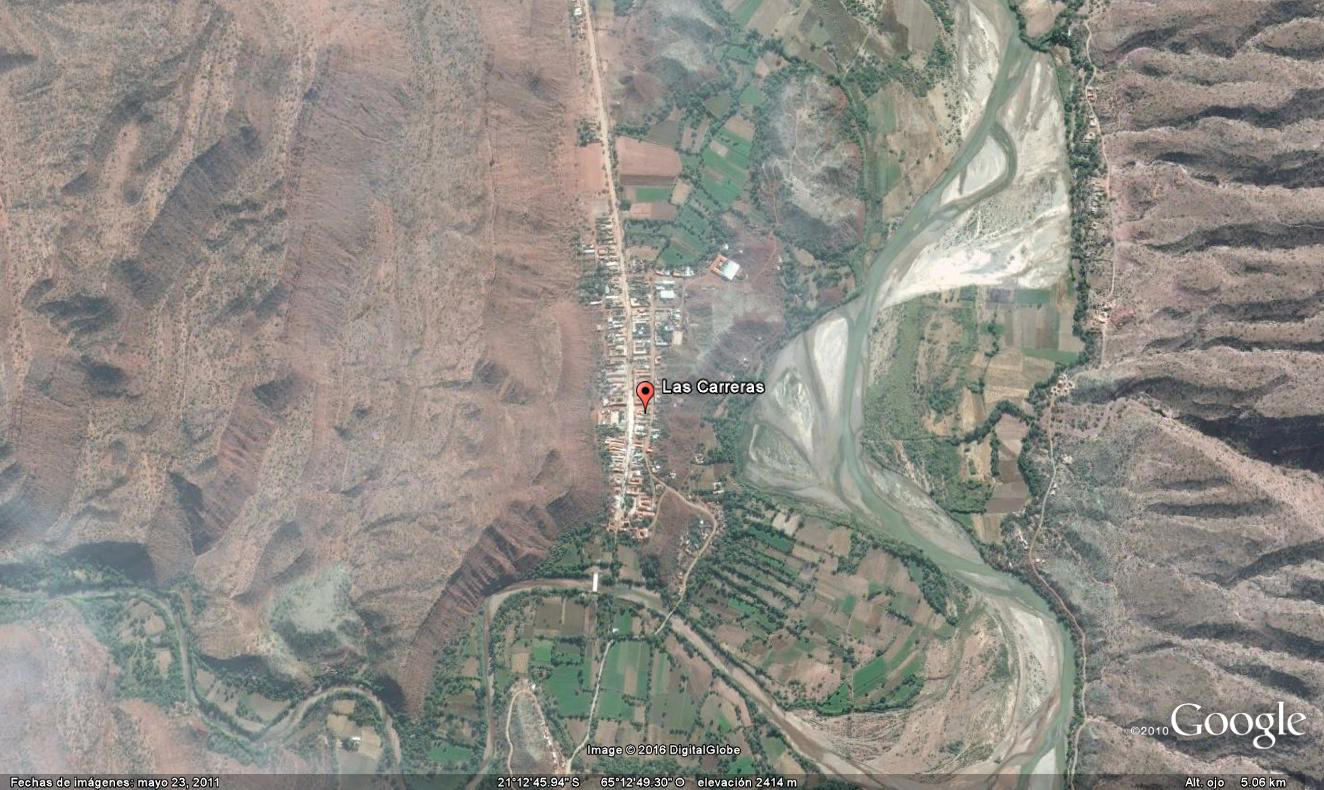 Las Carreras
©2010 Google
Image © 2016 DigitalGlobe
Fechas de imágenes: mayo 23, 2011 21°12'45.94" S 65°12'49.30" O elevación 2414 m Alt. ojo 5.06 km